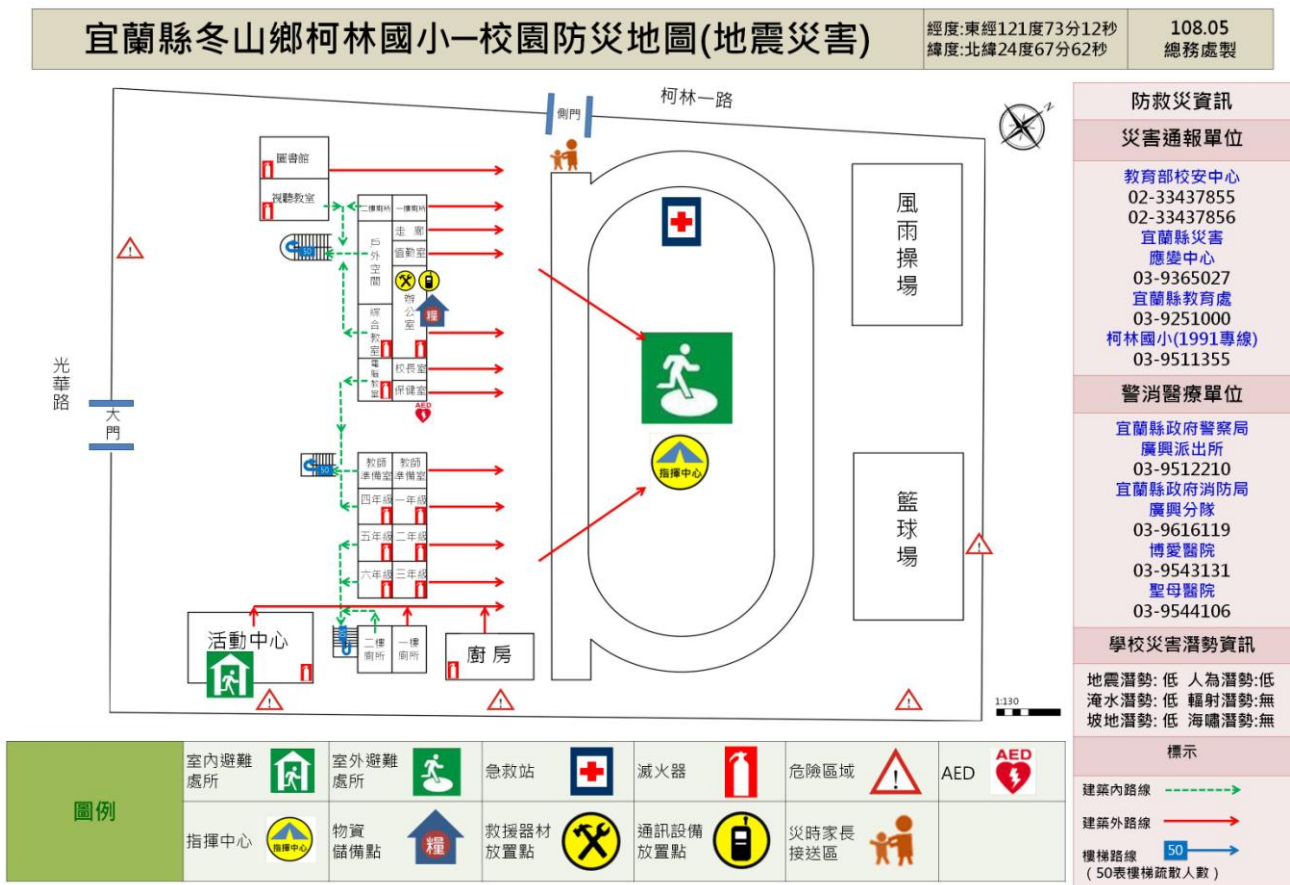 宜蘭縣冬山鄉柯林國小—校園防災地圖(地震災害)
經度:東經121度73分12秒
緯度:北緯24度67分62秒
108.05
總務處製
柯林一路
側門
N
圖書館
視聽教室
二樓廁所
一樓廁所
走廊
值勤室
戶外空間
50
辦公室
糧
綜合教室
電腦教室
校長室
保健室
AED
光華路
大門
教師
準備室
教師
準備室
50
四年級
一年級
五年級
二年級
六年級
三年級
活動中心
二樓
廁所
一樓
廁所
廚房
指揮中心
風雨操場
籃球場
1:130
防救災資訊
災害通報單位
教育部校安中心
02-33437855
02-33437856
宜蘭縣災害
應變中心
03-9365027
宜蘭縣教育處
03-9251000
柯林國小(1991專線)
03-9511355
警消醫療單位
宜蘭縣政府警察局
廣興派出所
03-9512210
宜蘭縣政府消防局
廣興分隊
03-9616119
博愛醫院
03-9543131
聖母醫院
03-9544106
學校災害潛勢資訊
地震潛勢: 低 人為潛勢:低
淹水潛勢: 低 輻射潛勢:無
坡地潛勢: 低 海嘯潛勢:無
標示
建築內路線
建築外路線
樓梯路線 50
(50表樓梯疏散人數)
圖例
室內避難
處所
室外避難
處所
急救站
滅火器
危險區域
AED
AED
指揮中心
指揮中心
物資
儲備點
糧
救援器材
放置點
通訊設備
放置點
災時家長
接送區